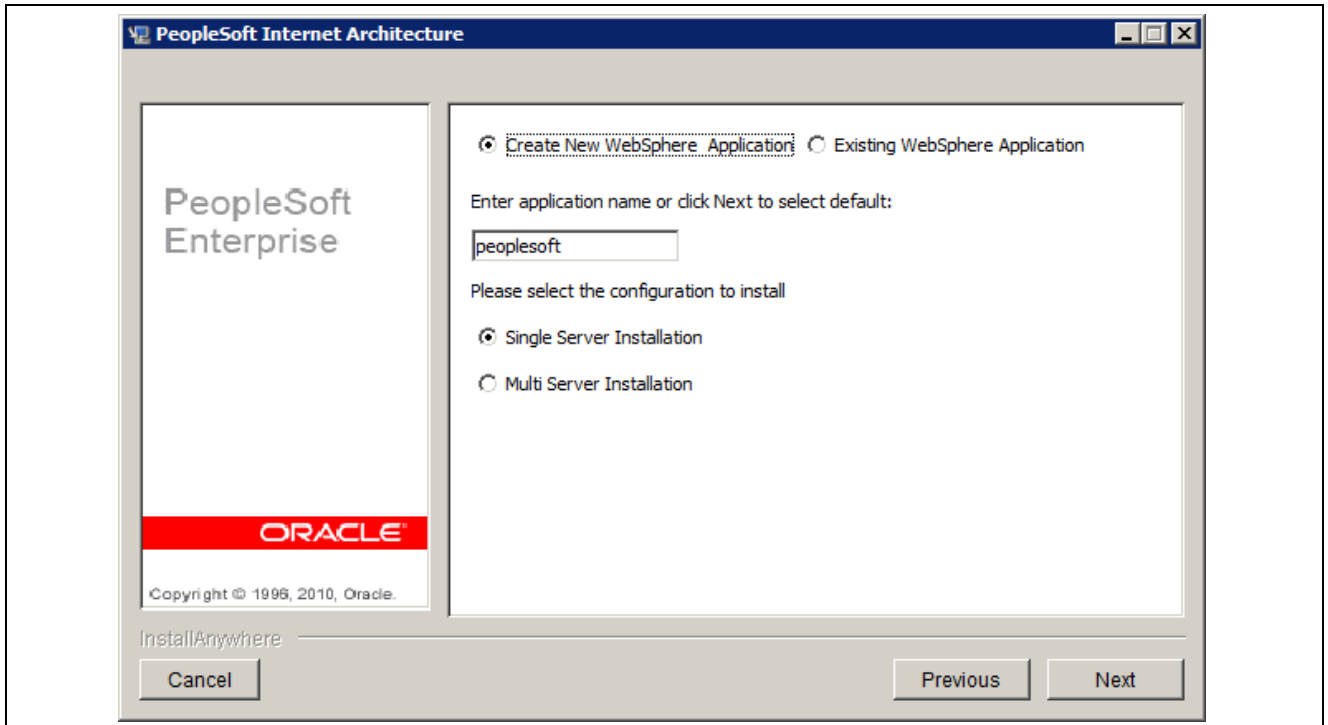 PeopleSoft Internet Architecture
Create New WebSphere Application Existing WebSphere Application
PeopleSoft
Enterprise
Enter application name or click Next to select default:
peoplesoft
Please select the configuration to install
Single Server Installation
Multi Server Installation
ORACLE
Copyright © 1996, 2010, Oracle.
InstallAnywhere
Cancel Previous Next